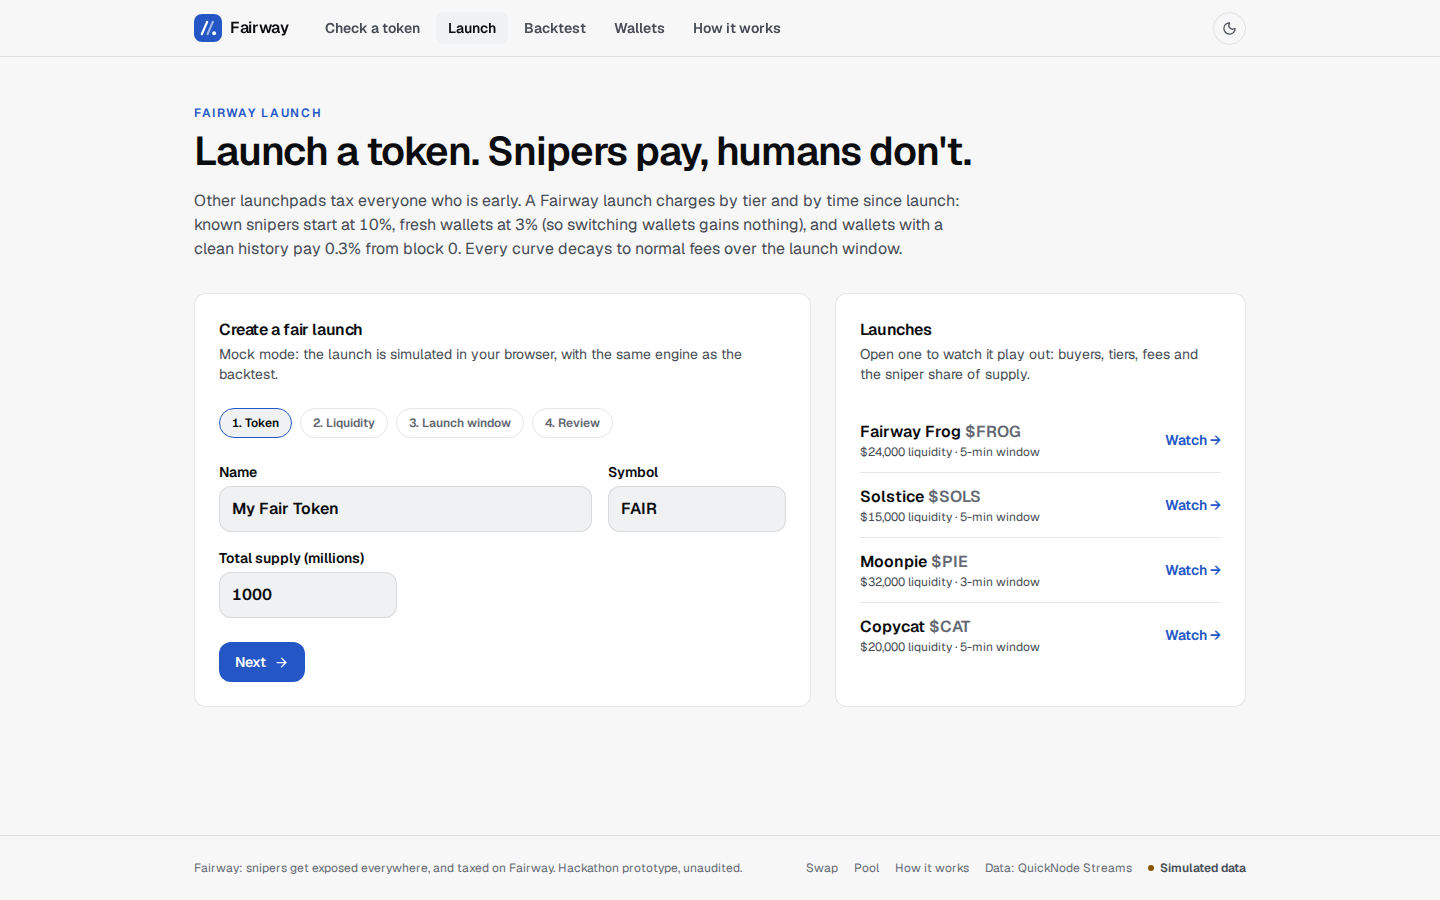 Fairway
Check a token
Launch
Backtest
Wallets
How it works
FAIRWAY LAUNCH
Launch a token. Snipers pay, humans don't.
Other launchpads tax everyone who is early. A Fairway launch charges by tier and by time since launch:
known snipers start at 10%, fresh wallets at 3% (so switching wallets gains nothing), and wallets with a
clean history pay 0.3% from block 0. Every curve decays to normal fees over the launch window.
Create a fair launch
Mock mode: the launch is simulated in your browser, with the same engine as the
backtest.
1. Token
2. Liquidity
3. Launch window
4. Review
Name
Symbol
My Fair Token
FAIR
Total supply (millions)
1000
Next →
Launches
Open one to watch it play out: buyers, tiers, fees and
the sniper share of supply.
Fairway Frog $FROG
$24,000 liquidity · 5-min window
Watch →
Solstice $SOLS
$15,000 liquidity · 5-min window
Watch →
Moonpie $PIE
$32,000 liquidity · 3-min window
Watch →
Copycat $CAT
$20,000 liquidity · 5-min window
Watch →
Fairway: snipers get exposed everywhere, and taxed on Fairway. Hackathon prototype, unaudited.
Swap
Pool
How it works
Data: QuickNode Streams
Simulated data